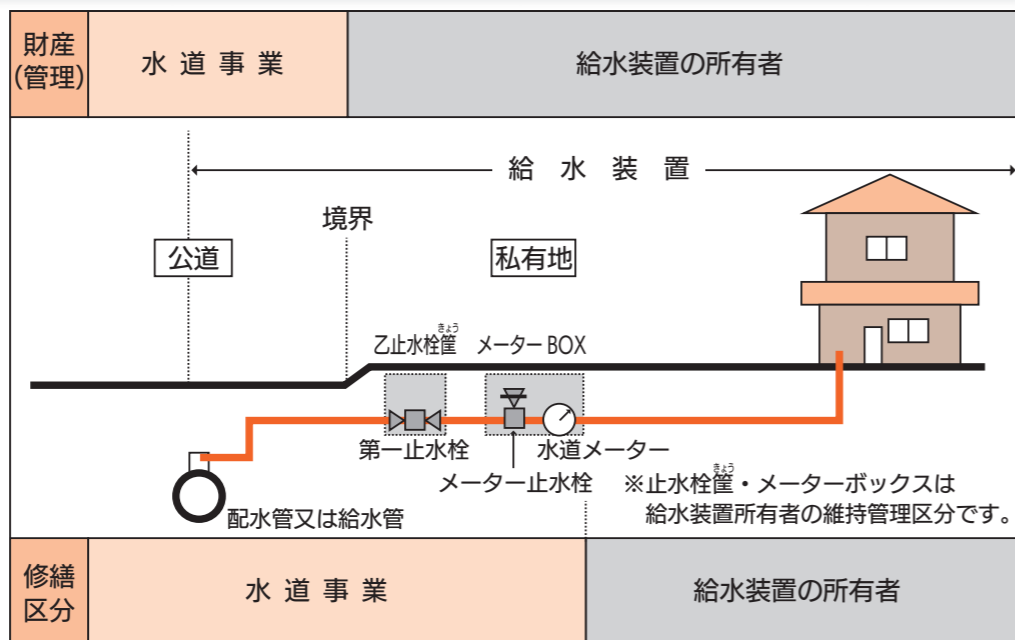 財産
(管理)
水道事業
給水装置の所有者
給水装置
境界
公道
私有地
きょう
乙止水栓筐
メーターBOX
第一止水栓
水道メーター
メーター止水栓
きょう
※止水栓筐・メーターボックスは
給水装置所有者の維持管理区分です。
配水管又は給水管
修繕
区分
水道事業
給水装置の所有者